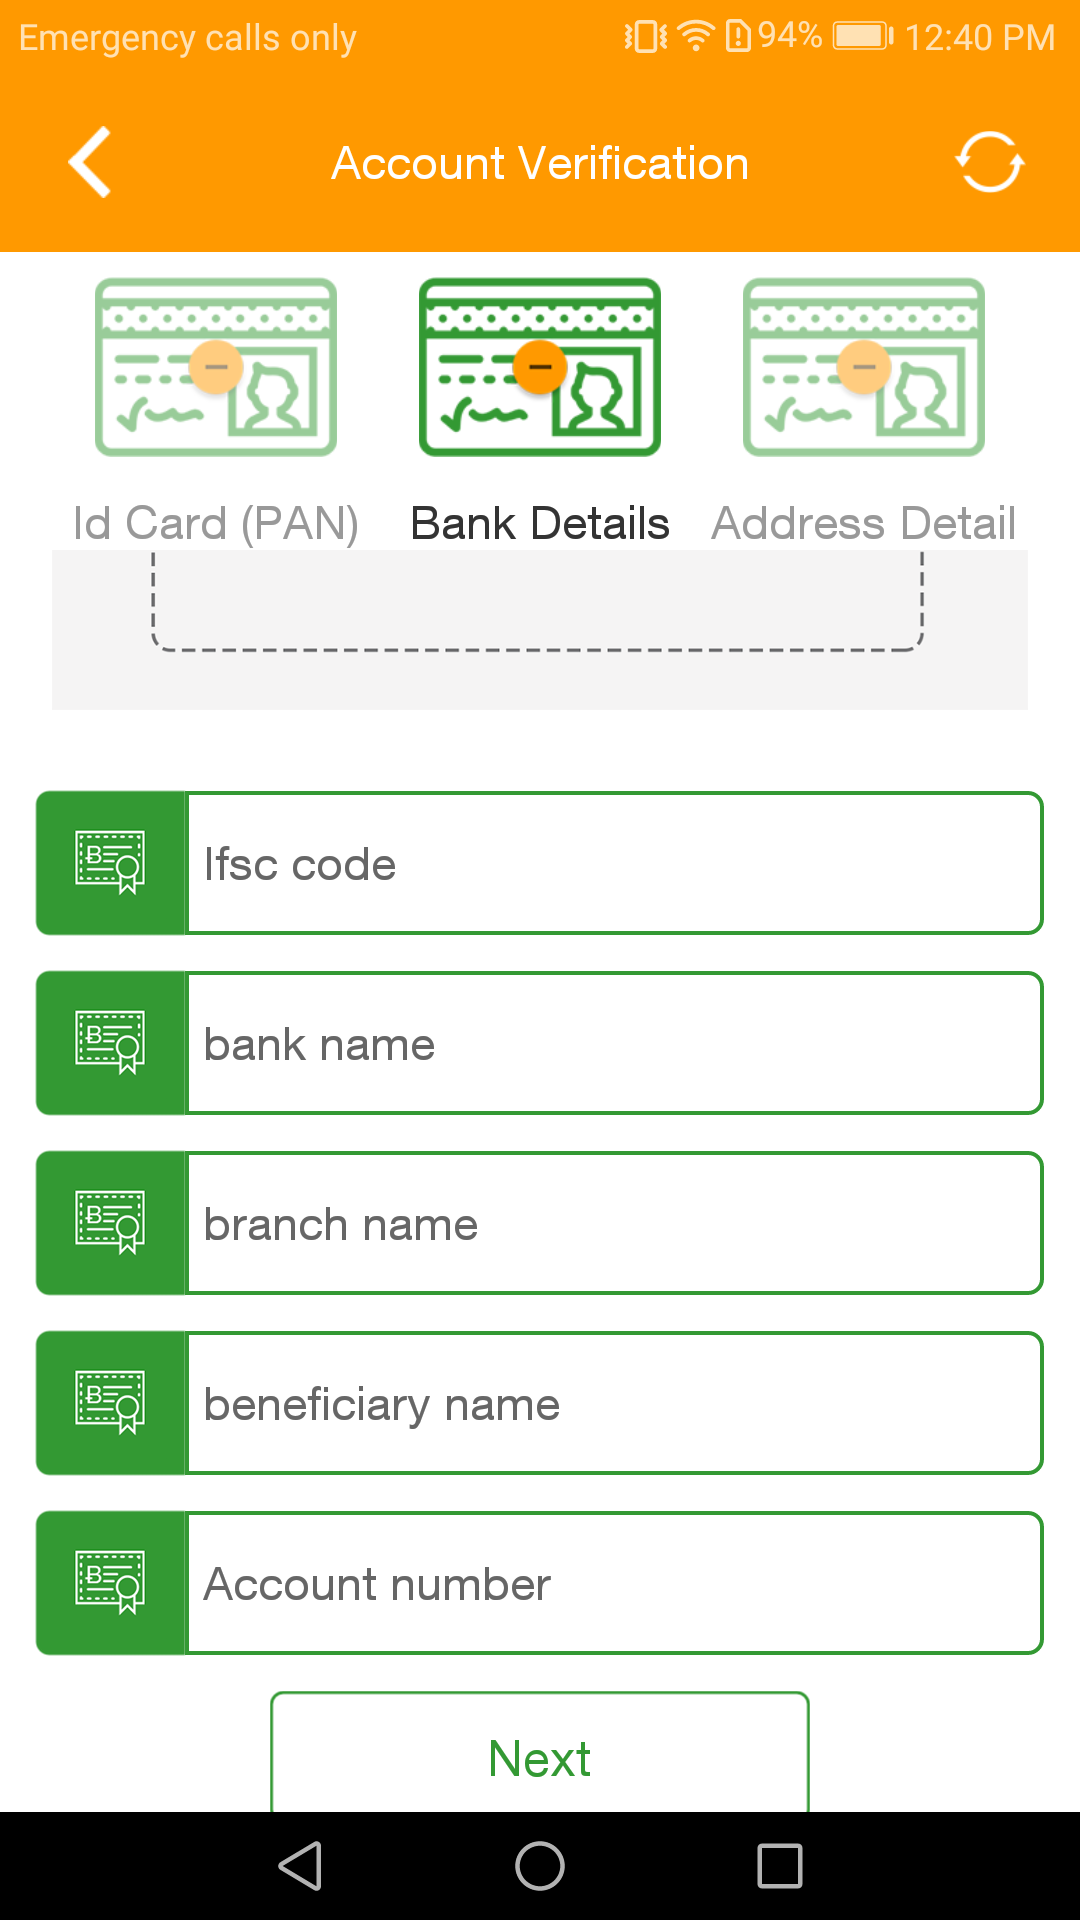 Emergency calls only 94% 12:40 PM
Account Verification
Id Card (PAN) Bank Details Address Detail
Ifsc code
bank name
branch name
beneficiary name
Account number
Next